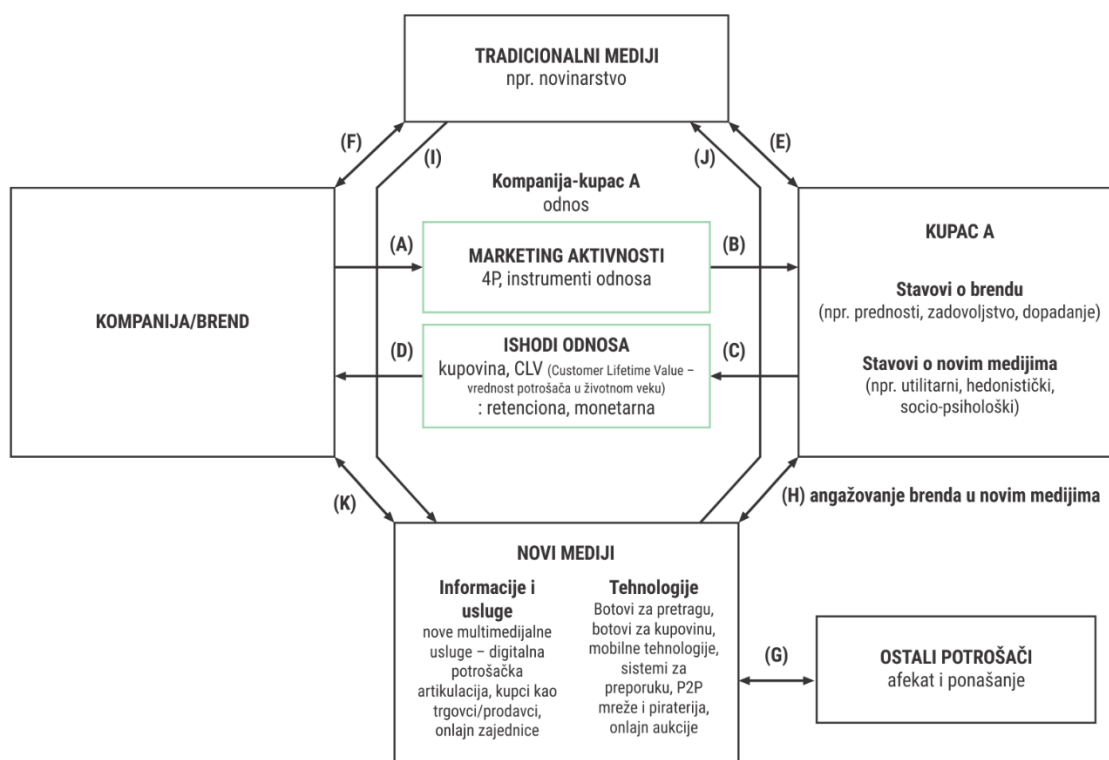 TRADICIONALNI MEDIJI
npr. novinarstvo
(F)
(I)
(J)
(E)
Kompanija-kupac A
odnos
KOMPANIJA/BREND
(A)
MARKETING AKTIVNOSTI
4P, instrumenti odnosa
(B)
(D)
ISHODI ODNOSA
kupovina, CLV (Customer Lifetime Value –
vrednost potrošača u životnom veku)
: retenciona, monetarna
(C)
KUPAC A
Stavovi o brendu
(npr. prednosti, zadovoljstvo, dopadanje)
Stavovi o novim medijima
(npr. utilitarni, hedonistički,
socio-psihološki)
(K)
(H) angažovanje brenda u novim medijima
NOVI MEDIJI
Informacije i
usluge
nove multimedijalne
usluge – digitalna
potrošačka
artikulacija, kupci kao
trgovci/prodavci,
onlajn zajednice
Tehnologije
Botovi za pretragu,
botovi za kupovinu,
mobilne tehnologije,
sistemi za
preporuku, P2P
mreže i piraterija,
onlajn aukcije
(G)
OSTALI POTROŠAČI
afekat i ponašanje